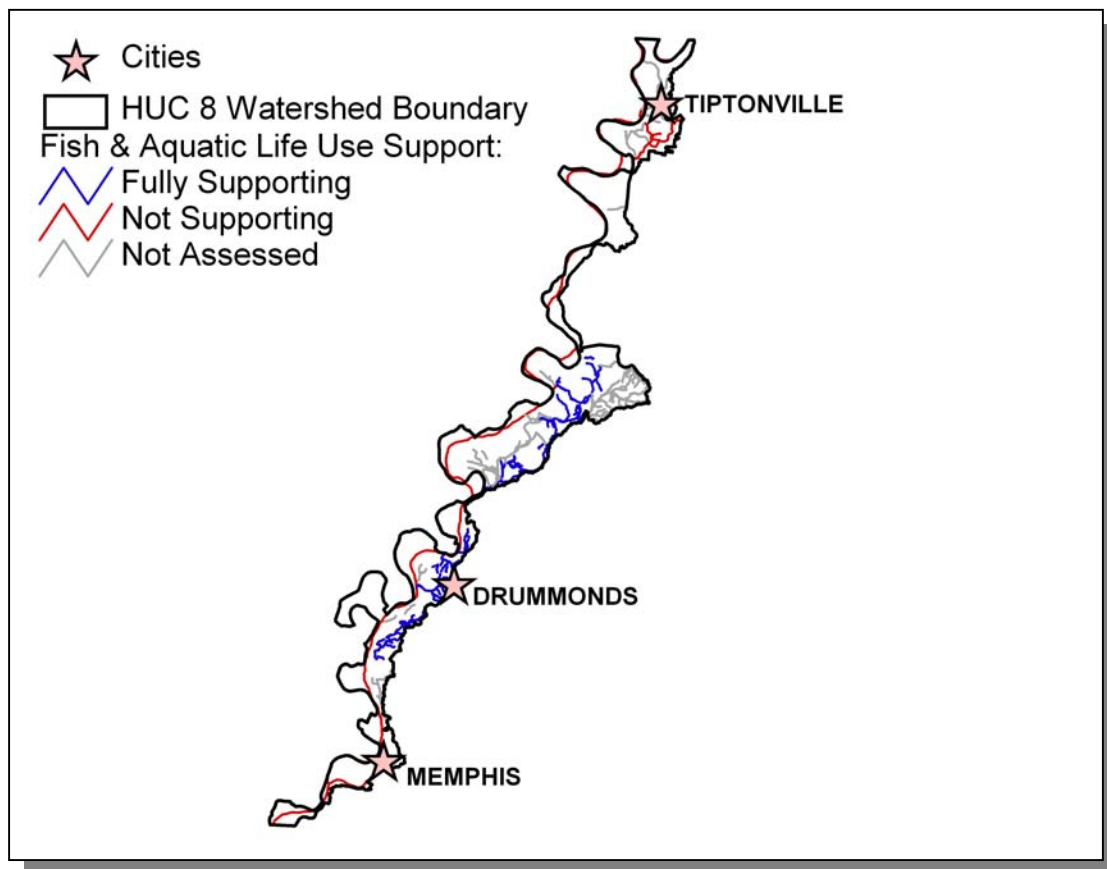 Cities
HUC 8 Watershed Boundary
Fish & Aquatic Life Use Support:
Fully Supporting
Not Supporting
Not Assessed
TIPTONVILLE
DRUMMONDS
MEMPHIS